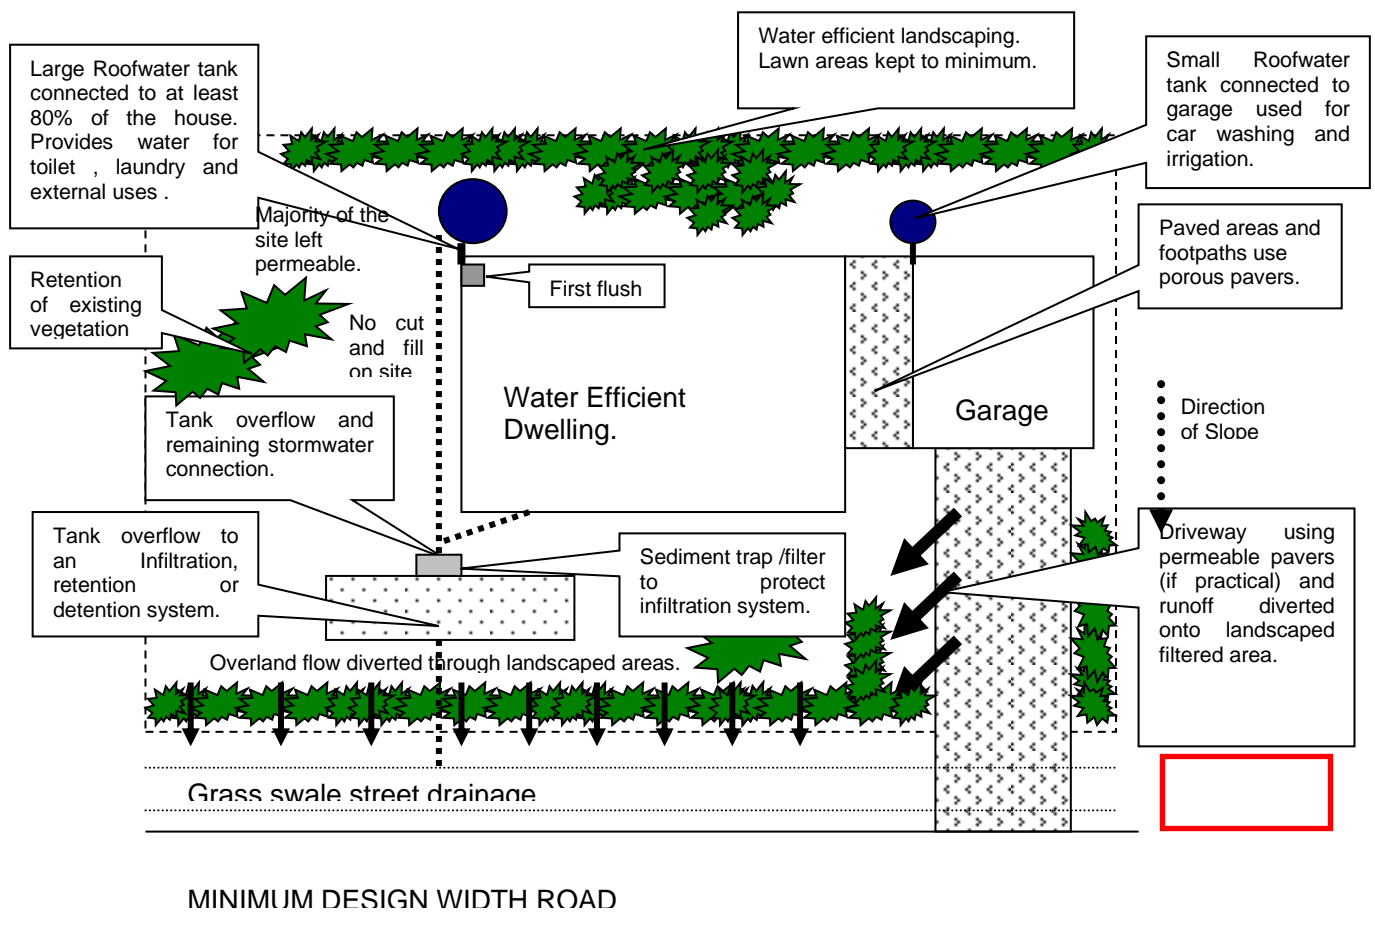 Water efficient landscaping.
Lawn areas kept to minimum.
Large Roofwater tank
connected to at least
80% of the house.
Provides water for
toilet , laundry and
external uses .
Small Roofwater
tank connected to
garage used for
car washing and
irrigation.
Majority of the
site left
permeable.
Paved areas and
footpaths use
porous pavers.
Retention
of existing
vegetation
First flush
No cut
and fill
on site
Water Efficient
Dwelling.
Garage
Direction
of Slope
Tank overflow and
remaining stormwater
connection.
Tank overflow to
an Infiltration,
retention or
detention system.
Sediment trap /filter
to protect
infiltration system.
Driveway using
permeable pavers
(if practical) and
runoff diverted
onto landscaped
filtered area.
Overland flow diverted through landscaped areas.
Grass swale street drainage
MINIMUM DESIGN WIDTH ROAD